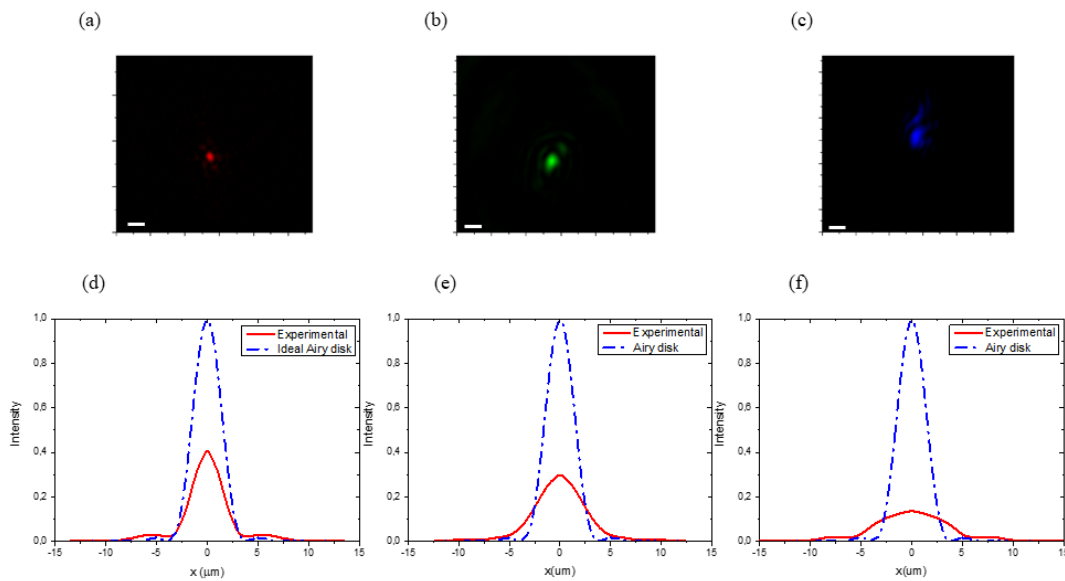 (a)
(b)
(c)
(d)
(e)
(f)
1,0
0,8
0,6
0,4
0,2
0,0
Intensity
Experimental
Ideal Airy disk
-15 -10 -5 0 5 10 15
x (μm)
1,0
0,8
0,6
0,4
0,2
0,0
Intensity
Experimental
Airy disk
-15 -10 -5 0 5 10 15
x(um)
1,0
0,8
0,6
0,4
0,2
0,0
Intensity
Experimental
Airy disk
-15 -10 -5 0 5 10 15
x(um)